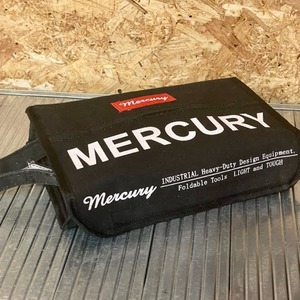 Mercury
MERCURY
Mercury
INDUSTRIAL Heavy-Duty Design Equipment.
Foldable Tools LIGHT and TOUGH